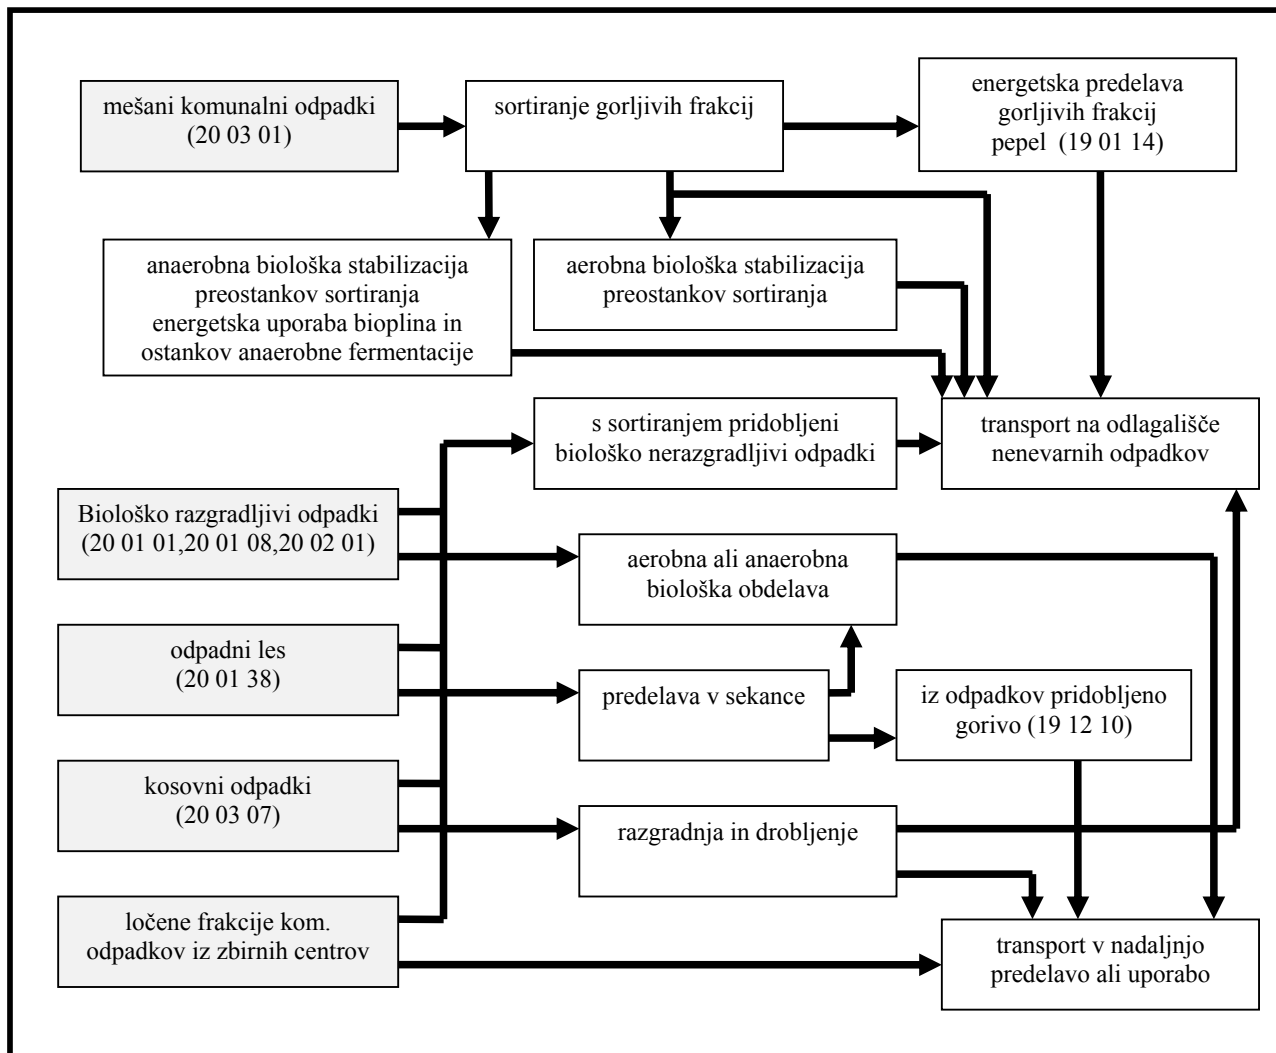 mešani komunalni odpadki
(20 03 01)
sortiranje gorljivih frakcij
energetska predelava
gorljivih frakcij
pepel (19 01 14)
anaerobna biološka stabilizacija
preostankov sortiranja
energetska uporaba bioplina in
ostankov anaerobne fermentacije
aerobna biološka stabilizacija
preostankov sortiranja
s sortiranjem pridobljeni
biološko nerazgradljivi odpadki
transport na odlagališče
nenevarnih odpadkov
Biološko razgradljivi odpadki
(20 01 01,20 01 08,20 02 01)
aerobna ali anaerobna
biološka obdelava
odpadni les
(20 01 38)
predelava v sekance
iz odpadkov pridobljeno
gorivo (19 12 10)
kosovni odpadki
(20 03 07)
razgradnja in drobljenje
ločene frakcije kom.
odpadkov iz zbirnih centrov
transport v nadaljnjo
predelavo ali uporabo